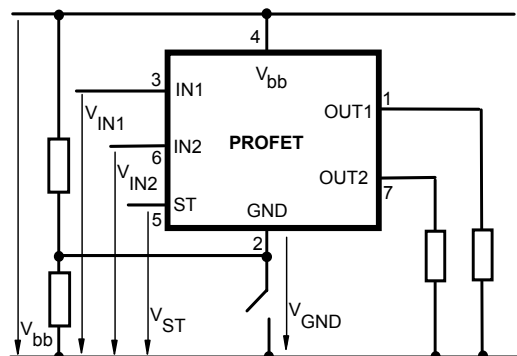 4
V bb
3
IN1
V IN1
IN2
6
V IN2
ST
5
V ST
PROFET
OUT1
1
OUT2
7
GND
2
V GND
V bb